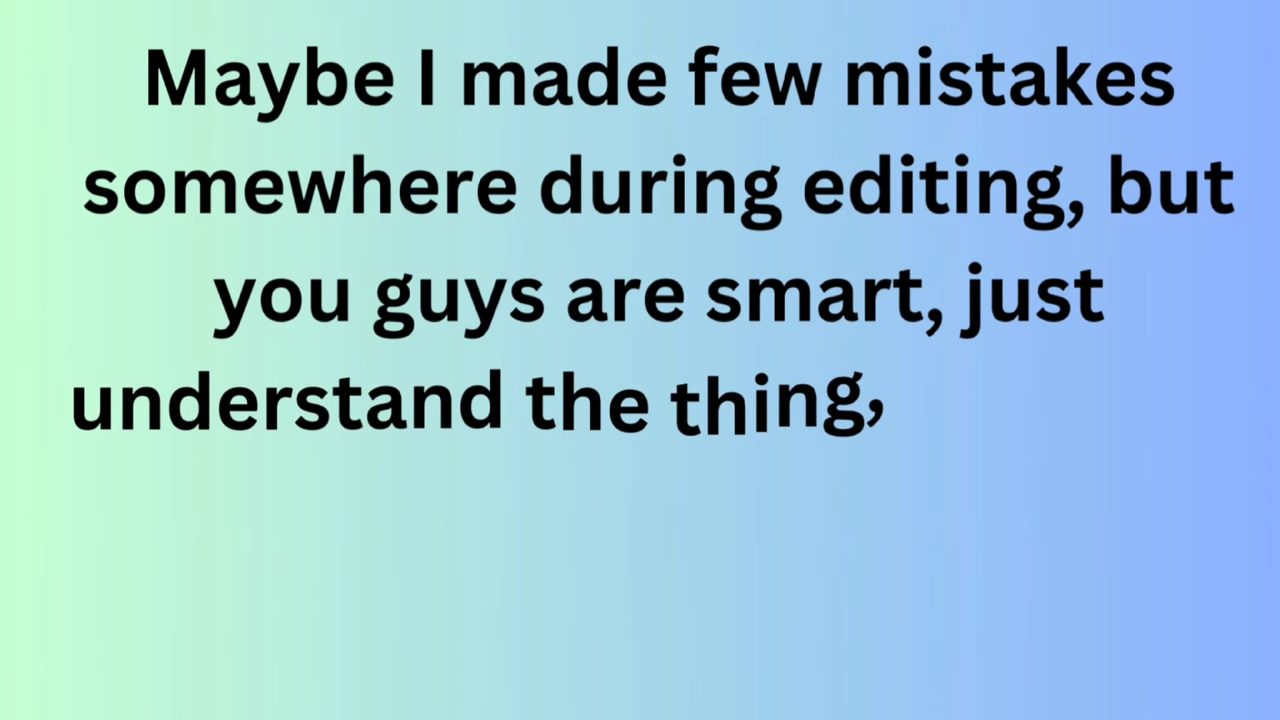 Maybe I made few mistakes
somewhere during editing, but
you guys are smart, just
understand the thing,